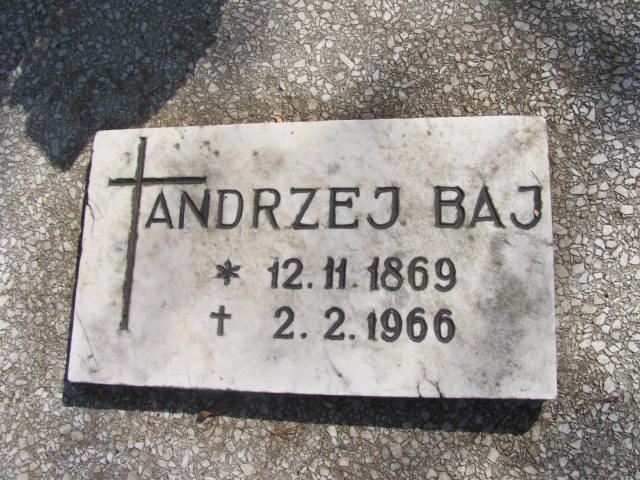 ANDRZEJ BAJ
* 12.11.1869
† 2.2.1966